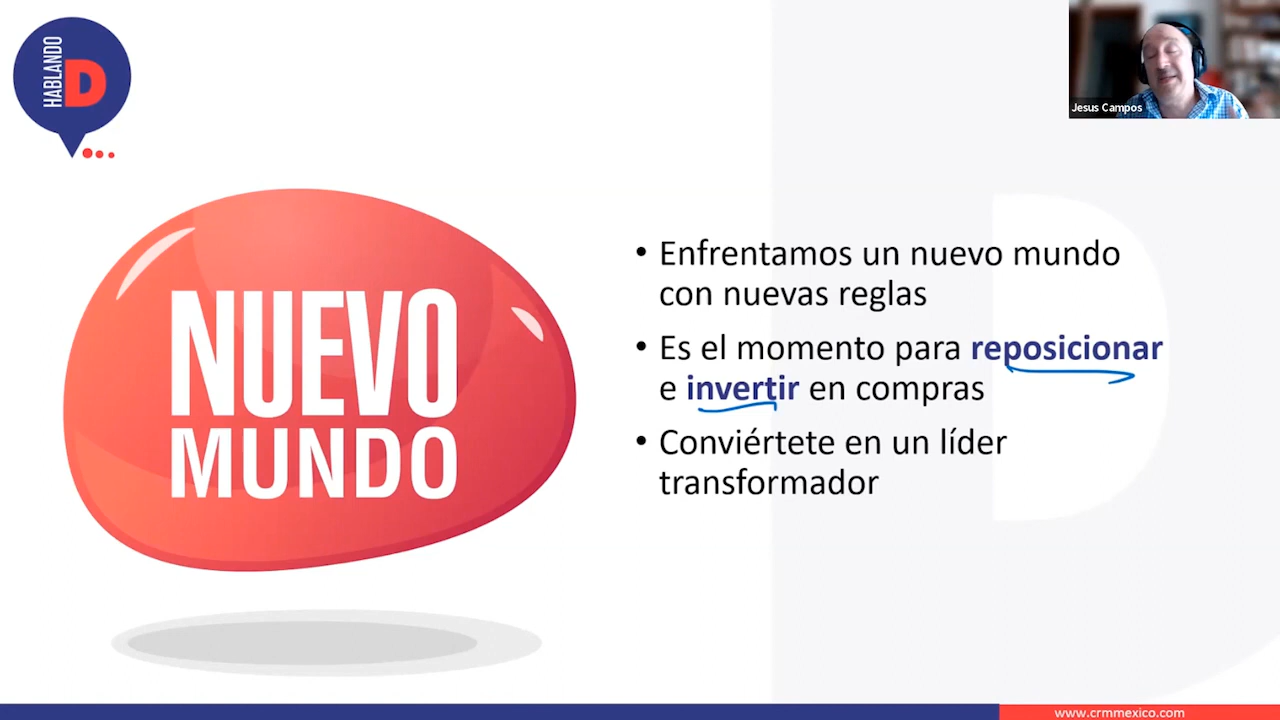 HABLANDO
D
Jesus Campos
NUEVO
MUNDO
• Enfrentamos un nuevo mundo
con nuevas reglas
• Es el momento para reposicionar
e invertir en compras
• Conviértete en un líder
transformador
www.crmmexico.com